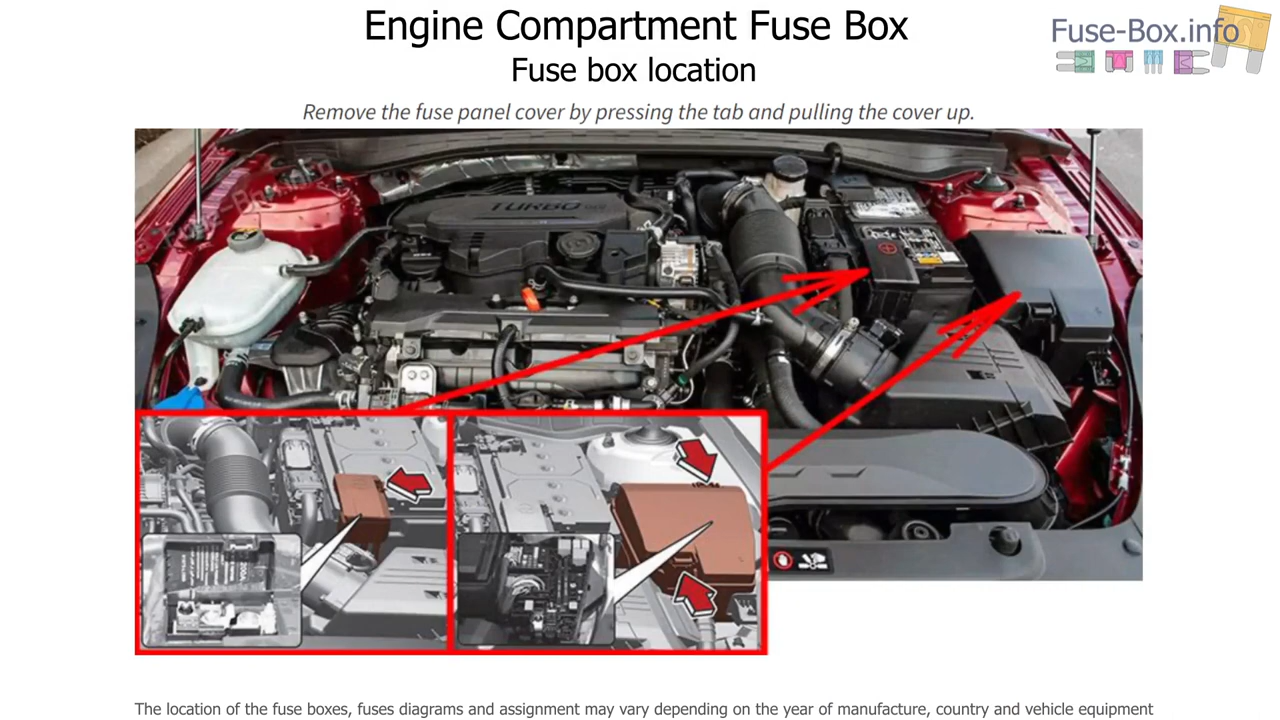 Engine Compartment Fuse Box
Fuse box location
Fuse-Box.info
Remove the fuse panel cover by pressing the tab and pulling the cover up.
TURBO
The location of the fuse boxes, fuses diagrams and assignment may vary depending on the year of manufacture, country and vehicle equipment